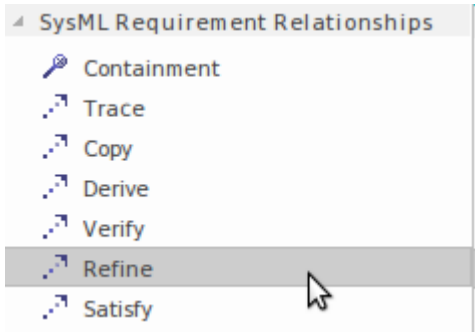 SysML Requirement Relationships
Containment
Trace
Copy
Derive
Verify
Refine
Satisfy